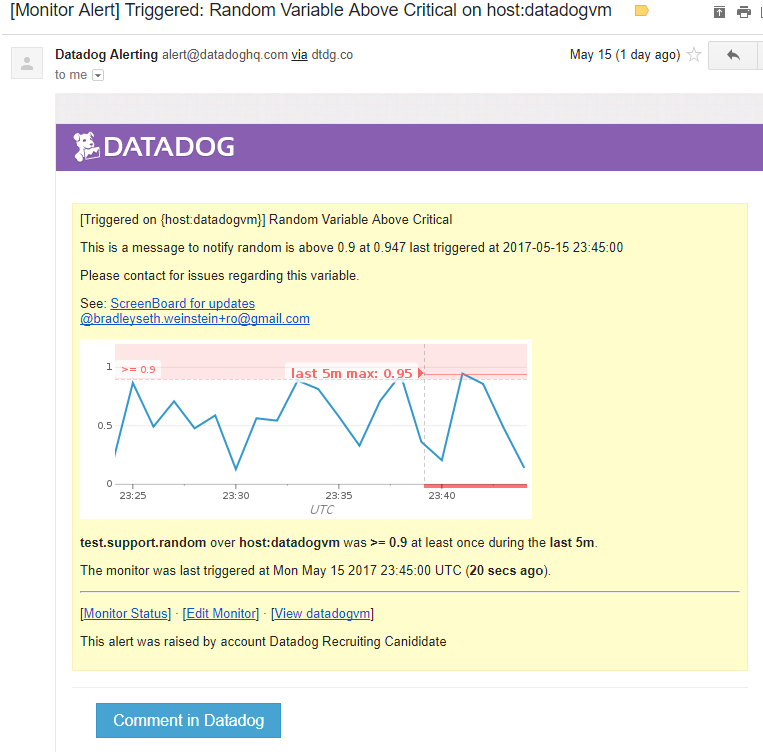 [Monitor Alert] Triggered: Random Variable Above Critical on host:datadogvm
Datadog Alerting alert@datadoghq.com via dtdg.co
May 15 (1 day ago)
to me
DATADOG
[Triggered on {host:datadogvm}] Random Variable Above Critical
This is a message to notify random is above 0.9 at 0.947 last triggered at 2017-05-15 23:45:00
Please contact for issues regarding this variable.
See: ScreenBoard for updates
@bradleyseth.weinstein+ro@gmail.com
1
>= 0.9
last 5m max: 0.95
0.5
0
23:25 23:30 23:35 23:40
UTC
test.support.random over host:datadogvm was >= 0.9 at least once during the last 5m.
The monitor was last triggered at Mon May 15 2017 23:45:00 UTC (20 secs ago).
[Monitor Status] · [Edit Monitor] · [View datadogvm]
This alert was raised by account Datadog Recruiting Canididate
Comment in Datadog